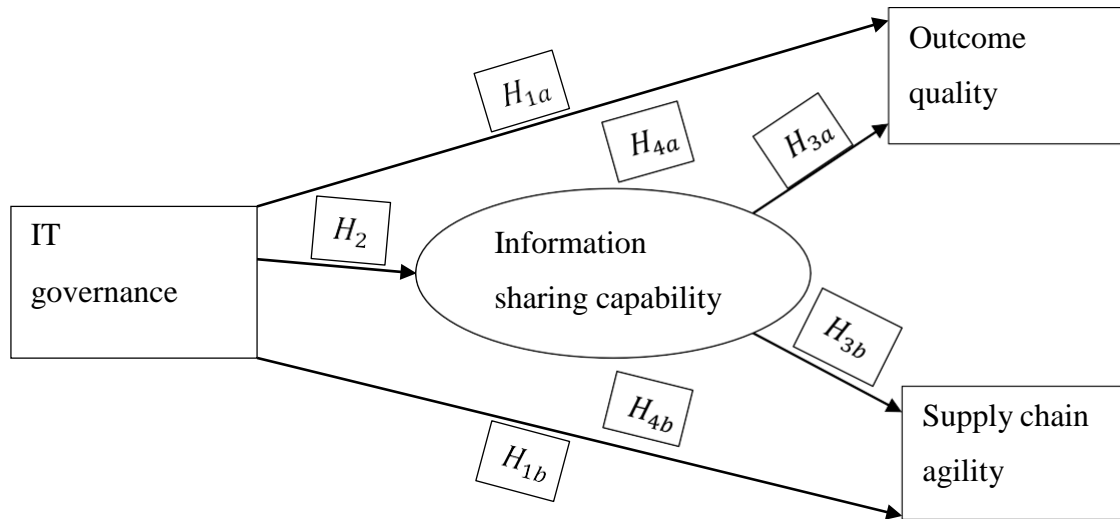 Outcome
quality
H₁ₐ
H₄ₐ
H₃ₐ
IT
governance
H₂
Information
sharing capability
H₃b
H₄b
H₁b
Supply chain
agility